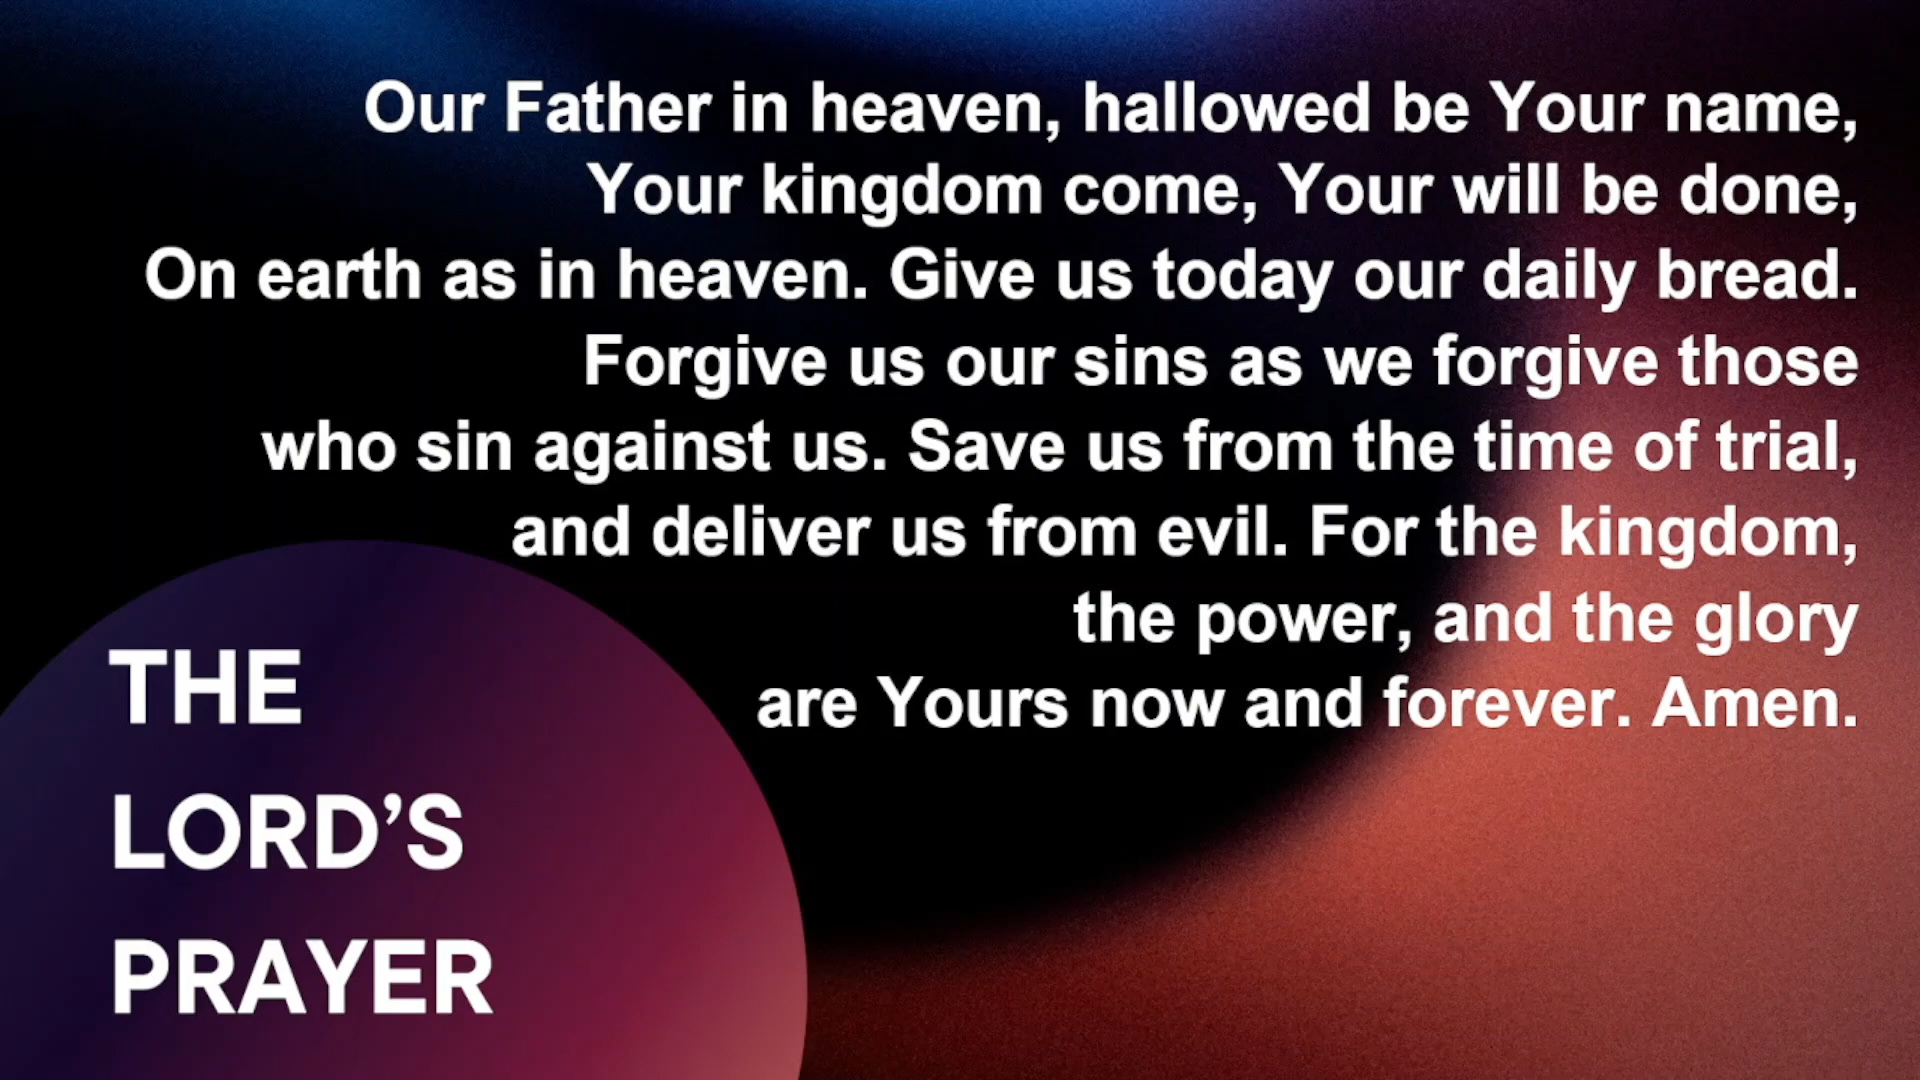 Our Father in heaven, hallowed be Your name,
Your kingdom come, Your will be done,
On earth as in heaven. Give us today our daily bread.
Forgive us our sins as we forgive those
who sin against us. Save us from the time of trial,
and deliver us from evil. For the kingdom,
the power, and the glory
are Yours now and forever. Amen.
THE
LORD’S
PRAYER